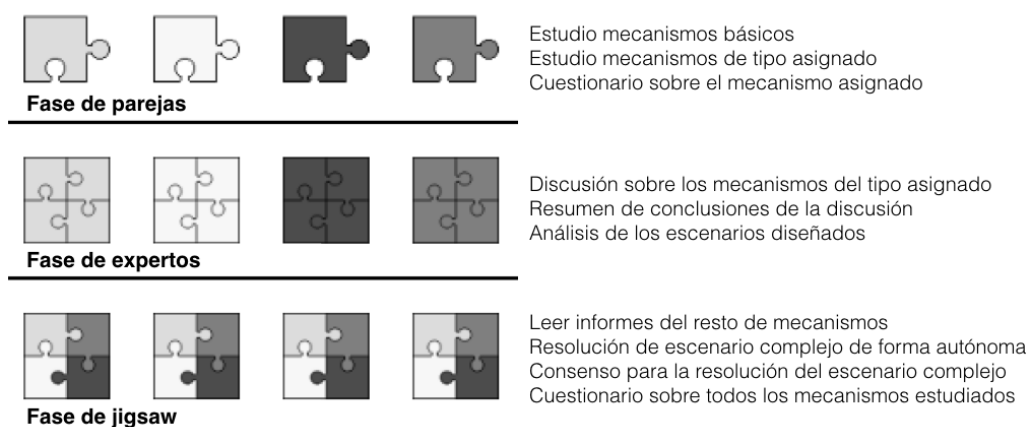 Estudio mecanismos básicos
Estudio mecanismos de tipo asignado
Cuestionario sobre el mecanismo asignado
Fase de parejas
Discusión sobre los mecanismos del tipo asignado
Resumen de conclusiones de la discusión
Análisis de los escenarios diseñados
Fase de expertos
Leer informes del resto de mecanismos
Resolución de escenario complejo de forma autónoma
Consenso para la resolución del escenario complejo
Cuestionario sobre todos los mecanismos estudiados
Fase de jigsaw